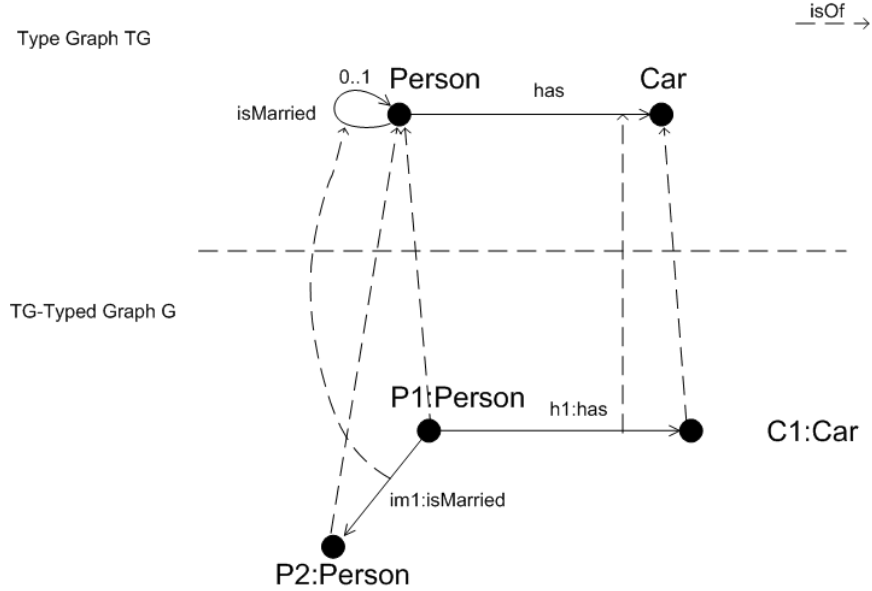 isOf
Type Graph TG
0..1
Person
Car
has
isMarried
TG-Typed Graph G
P1:Person
h1:has
C1:Car
im1:isMarried
P2:Person